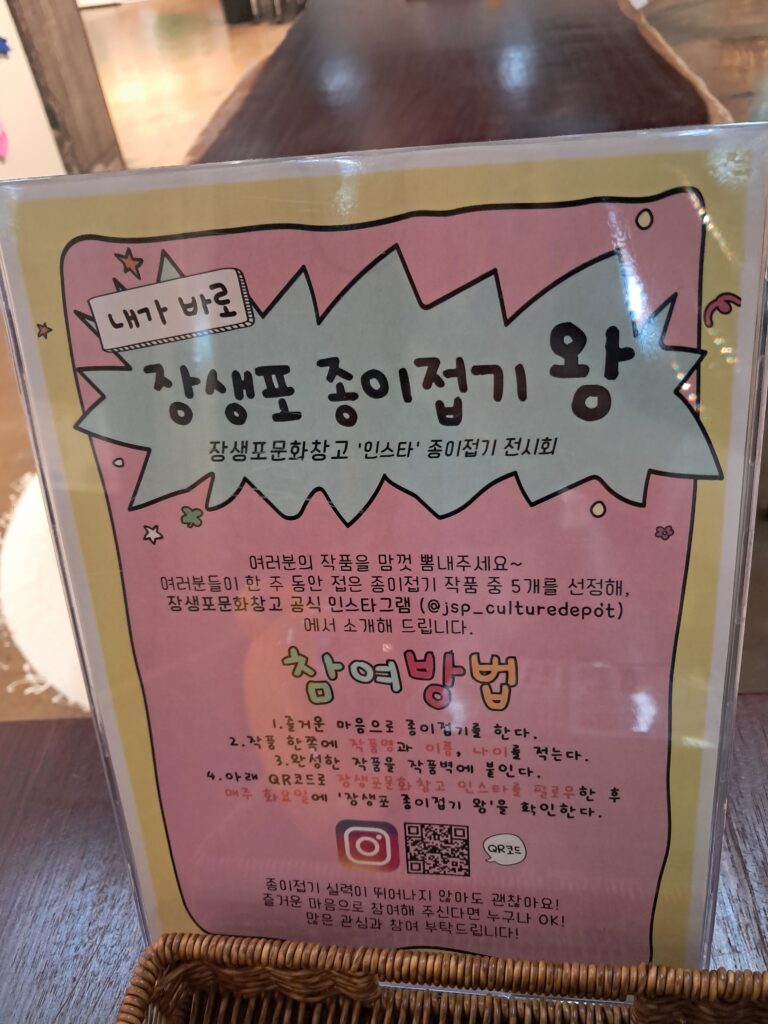 내가 바로
장생포 종이접기 왕
장생포문화창고 '인스타' 종이접기 전시회
여러분의 작품을 맘껏 뽐내주세요~
여러분들이 한 주 동안 접은 종이접기 작품 중 5개를 선정해,
장생포문화창고 공식 인스타그램 (@jsp_culturedepot)
에서 소개해 드립니다.
참여방법
1.즐거운 마음으로 종이접기를 한다.
2.작품 한쪽에 작품명과 이름, 나이를 적는다.
3.완성한 작품을 작품벽에 붙인다.
4.아래 QR코드로 장생포문화창고 인스타를 팔로우한 후
매주 화요일에 '장생포 종이접기 왕'을 확인한다.
QR코드
종이접기 실력이 뛰어나지 않아도 괜찮아요!
즐거운 마음으로 참여해 주신다면 누구나 OK!
많은 관심과 참여 부탁드립니다!